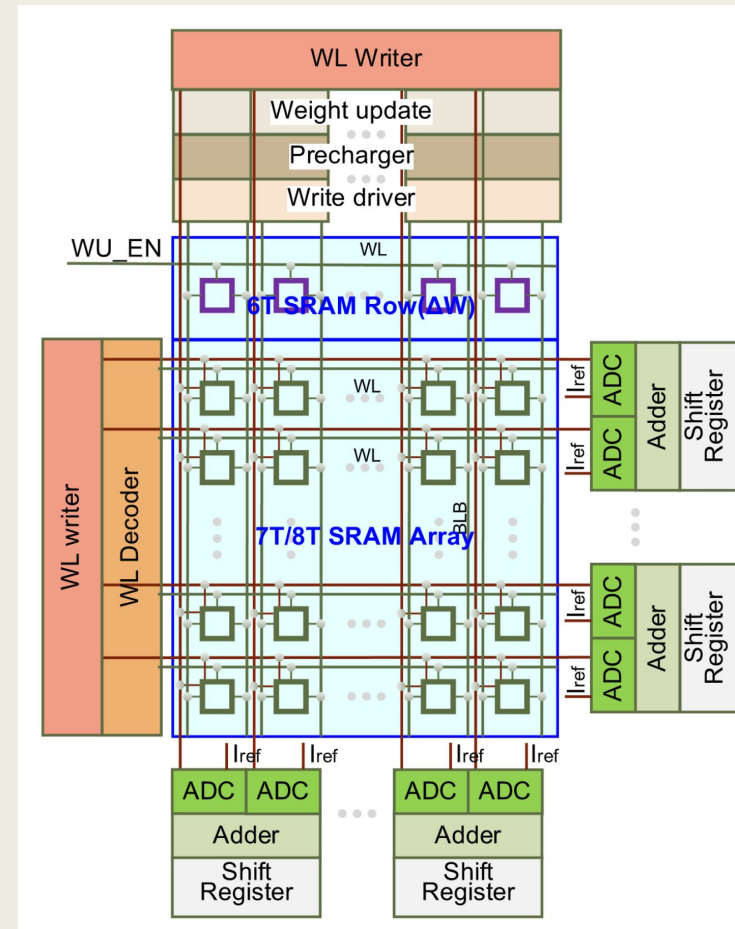 WL Writer
Weight update
Precharger
Write driver
WU_EN
WL
6T SRAM Row(ΔW)
WL writer
WL Decoder
WL
WL
BLB
7T/8T SRAM Array
Iref
ADC
Iref
ADC
Adder
Shift
Register
Iref
ADC
Iref
ADC
Adder
Shift
Register
Iref
Iref
Iref
Iref
ADC
ADC
ADC
ADC
Adder
Adder
Shift
Register
Shift
Register